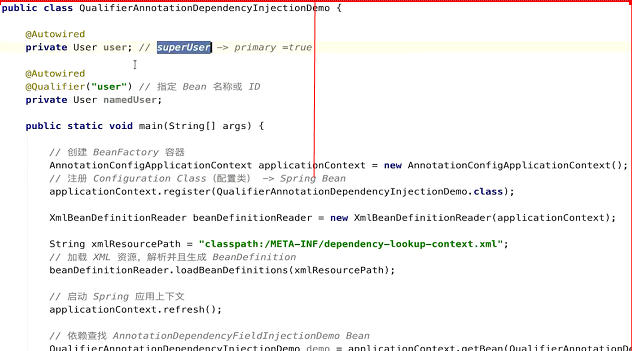 public class QualifierAnnotationDependencyInjectionDemo {
@Autowired
private User user; // superUser -> primary =true
@Autowired
@Qualifier("user") // 指定 Bean 名称或 ID
private User namedUser;
public static void main(String[] args) {
// 创建 BeanFactory 容器
AnnotationConfigApplicationContext applicationContext = new AnnotationConfigApplicationContext();
// 注册 Configuration Class（配置类） -> Spring Bean
applicationContext.register(QualifierAnnotationDependencyInjectionDemo.class);
XmlBeanDefinitionReader beanDefinitionReader = new XmlBeanDefinitionReader(applicationContext);
String xmlResourcePath = "classpath:/META-INF/dependency-lookup-context.xml";
// 加载 XML 资源，解析并且生成 BeanDefinition
beanDefinitionReader.loadBeanDefinitions(xmlResourcePath);
// 启动 Spring 应用上下文
applicationContext.refresh();
// 依赖查找 AnnotationDependencyFieldInjectionDemo Bean
QualifierAnnotationDependencyInjectionDemo demo = applicationContext.getBean(QualifierAnnotationDe